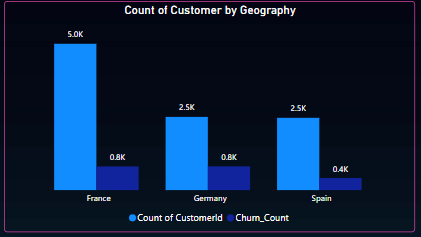 Count of Customer by Geography
5.0K
0.8K
2.5K
0.8K
2.5K
0.4K
France
Germany
Spain
Count of CustomerId
Churn_Count